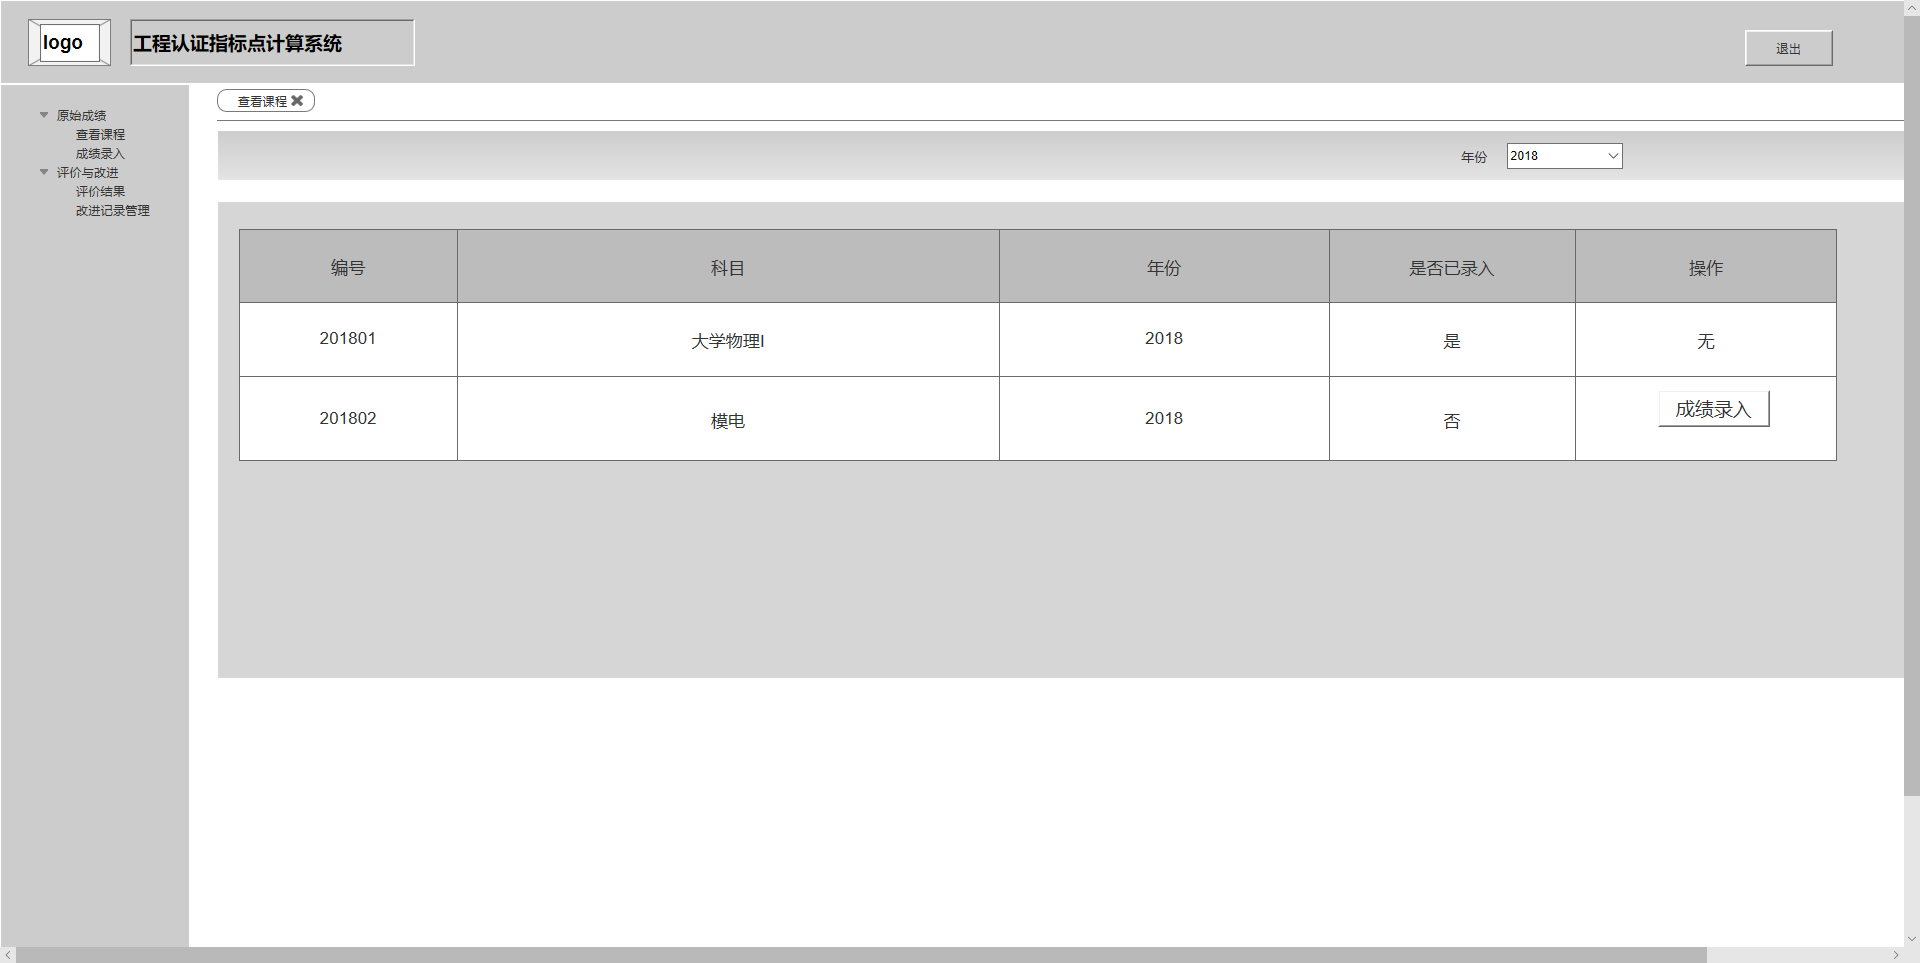 logo
工程认证指标点计算系统
退出
原始成绩
查看课程
成绩录入
评价与改进
评价结果
改进记录管理
查看课程
年份 2018
编号 科目 年份 是否已录入 操作
201801 大学物理I 2018 是 无
201802 模电 2018 否 成绩录入